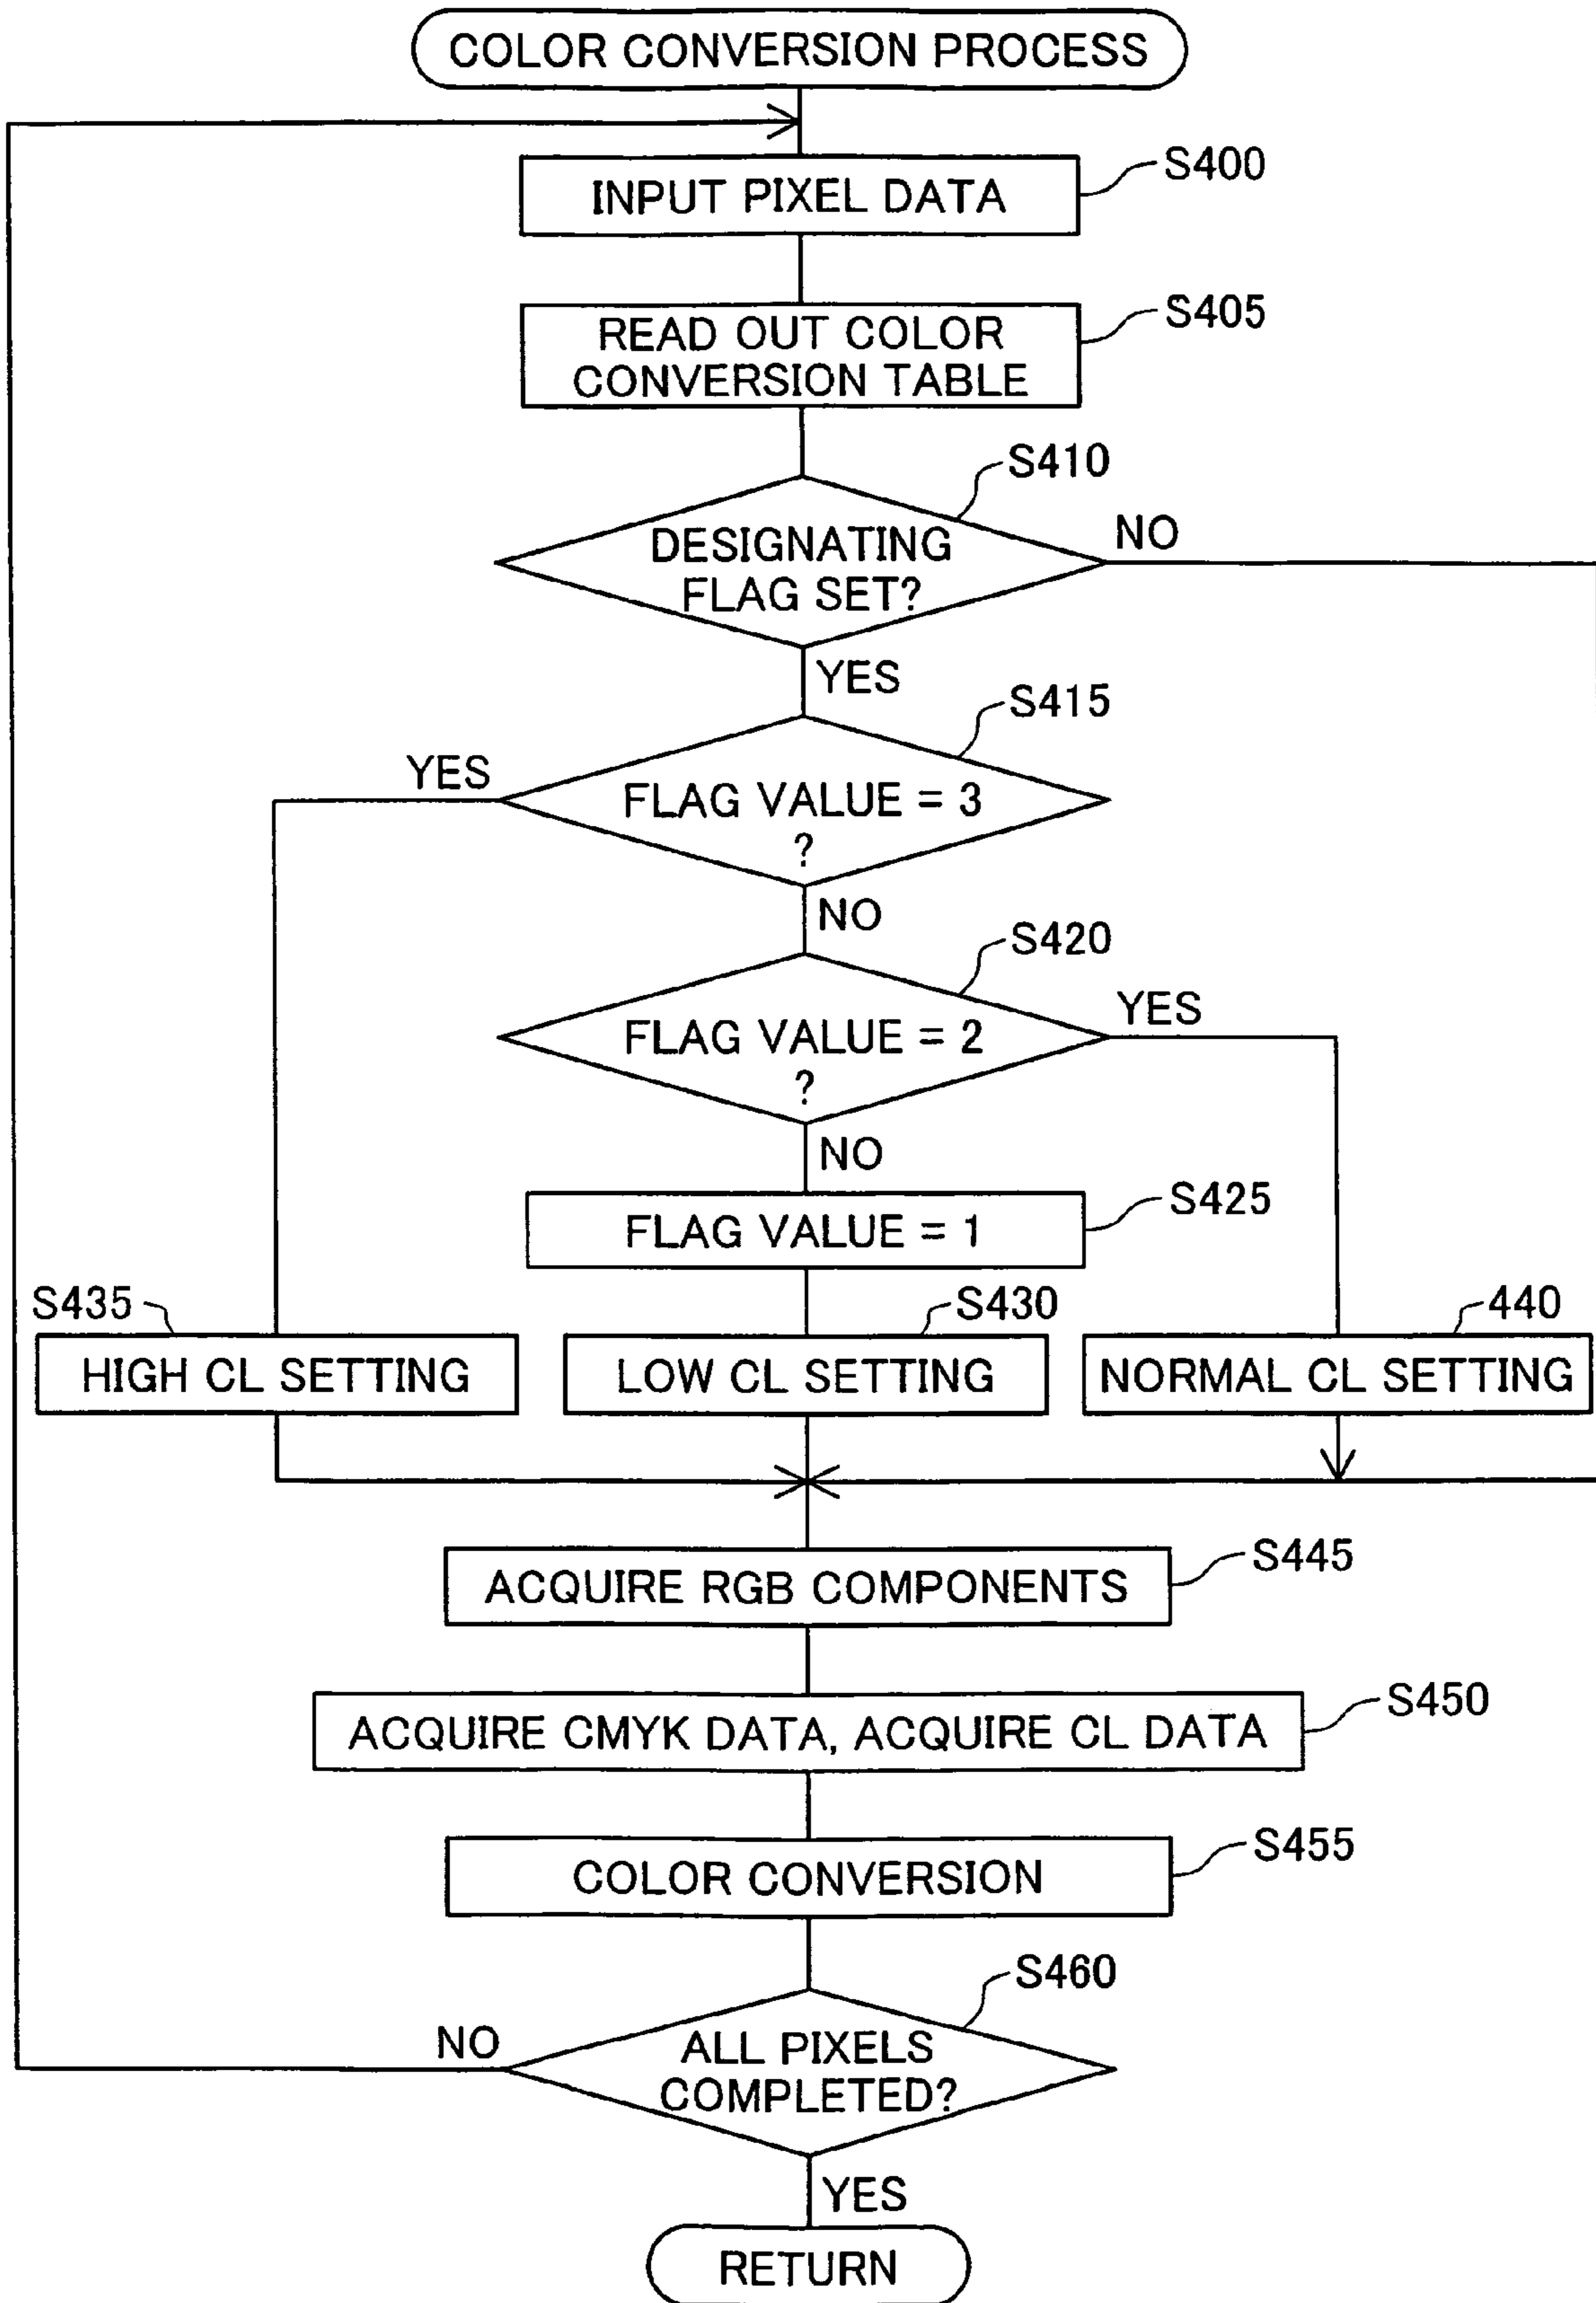 COLOR CONVERSION PROCESS
S400
INPUT PIXEL DATA
S405
READ OUT COLOR
CONVERSION TABLE
S410
DESIGNATING
FLAG SET?
NO
YES
S415
YES
FLAG VALUE = 3
?
NO
S420
YES
FLAG VALUE = 2
?
NO
S425
FLAG VALUE = 1
S435
S430
440
HIGH CL SETTING
LOW CL SETTING
NORMAL CL SETTING
S445
ACQUIRE RGB COMPONENTS
S450
ACQUIRE CMYK DATA, ACQUIRE CL DATA
S455
COLOR CONVERSION
S460
NO
ALL PIXELS
COMPLETED?
YES
RETURN